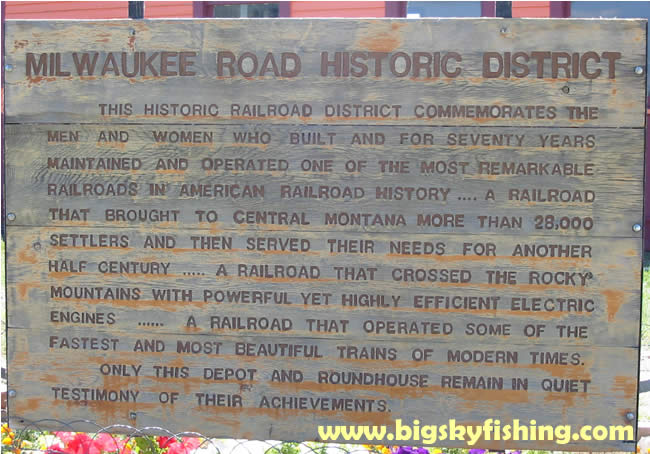 MILWAUKEE ROAD HISTORIC DISTRICT
THIS HISTORIC RAILROAD DISTRICT COMMEMORATES THE
MEN AND WOMEN WHO BUILT AND FOR SEVENTY YEARS
MAINTAINED AND OPERATED ONE OF THE MOST REMARKABLE
RAILROADS IN AMERICAN RAILROAD HISTORY .... A RAILROAD
THAT BROUGHT TO CENTRAL MONTANA MORE THAN 28,000
SETTLERS AND THEN SERVED THEIR NEEDS FOR ANOTHER
HALF CENTURY ..... A RAILROAD THAT CROSSED THE ROCKY
MOUNTAINS WITH POWERFUL YET HIGHLY EFFICIENT ELECTRIC
ENGINES ...... A RAILROAD THAT OPERATED SOME OF THE
FASTEST AND MOST BEAUTIFUL TRAINS OF MODERN TIMES.
ONLY THIS DEPOT AND ROUNDHOUSE REMAIN IN QUIET
TESTIMONY OF THEIR ACHIEVEMENTS.
www.bigskyfishing.com